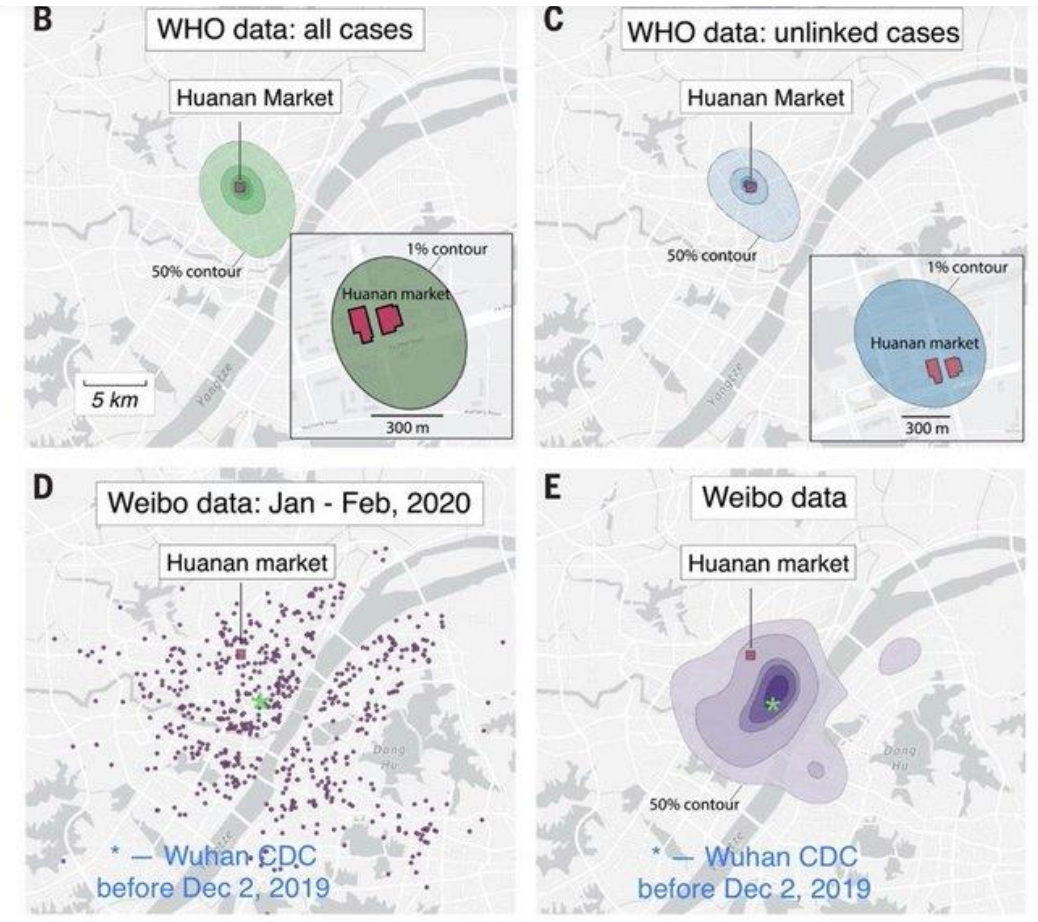 B
WHO data: all cases
Huanan Market
50% contour
1% contour
Huanan market
5 km
Yangtze
300 m
C
WHO data: unlinked cases
Huanan Market
50% contour
1% contour
Huanan market
Yangtze
300 m
D
Weibo data: Jan - Feb, 2020
Huanan market
Dong
Hu
* — Wuhan CDC
before Dec 2, 2019
E
Weibo data
Huanan market
Dong
Hu
50% contour
* — Wuhan CDC
before Dec 2, 2019